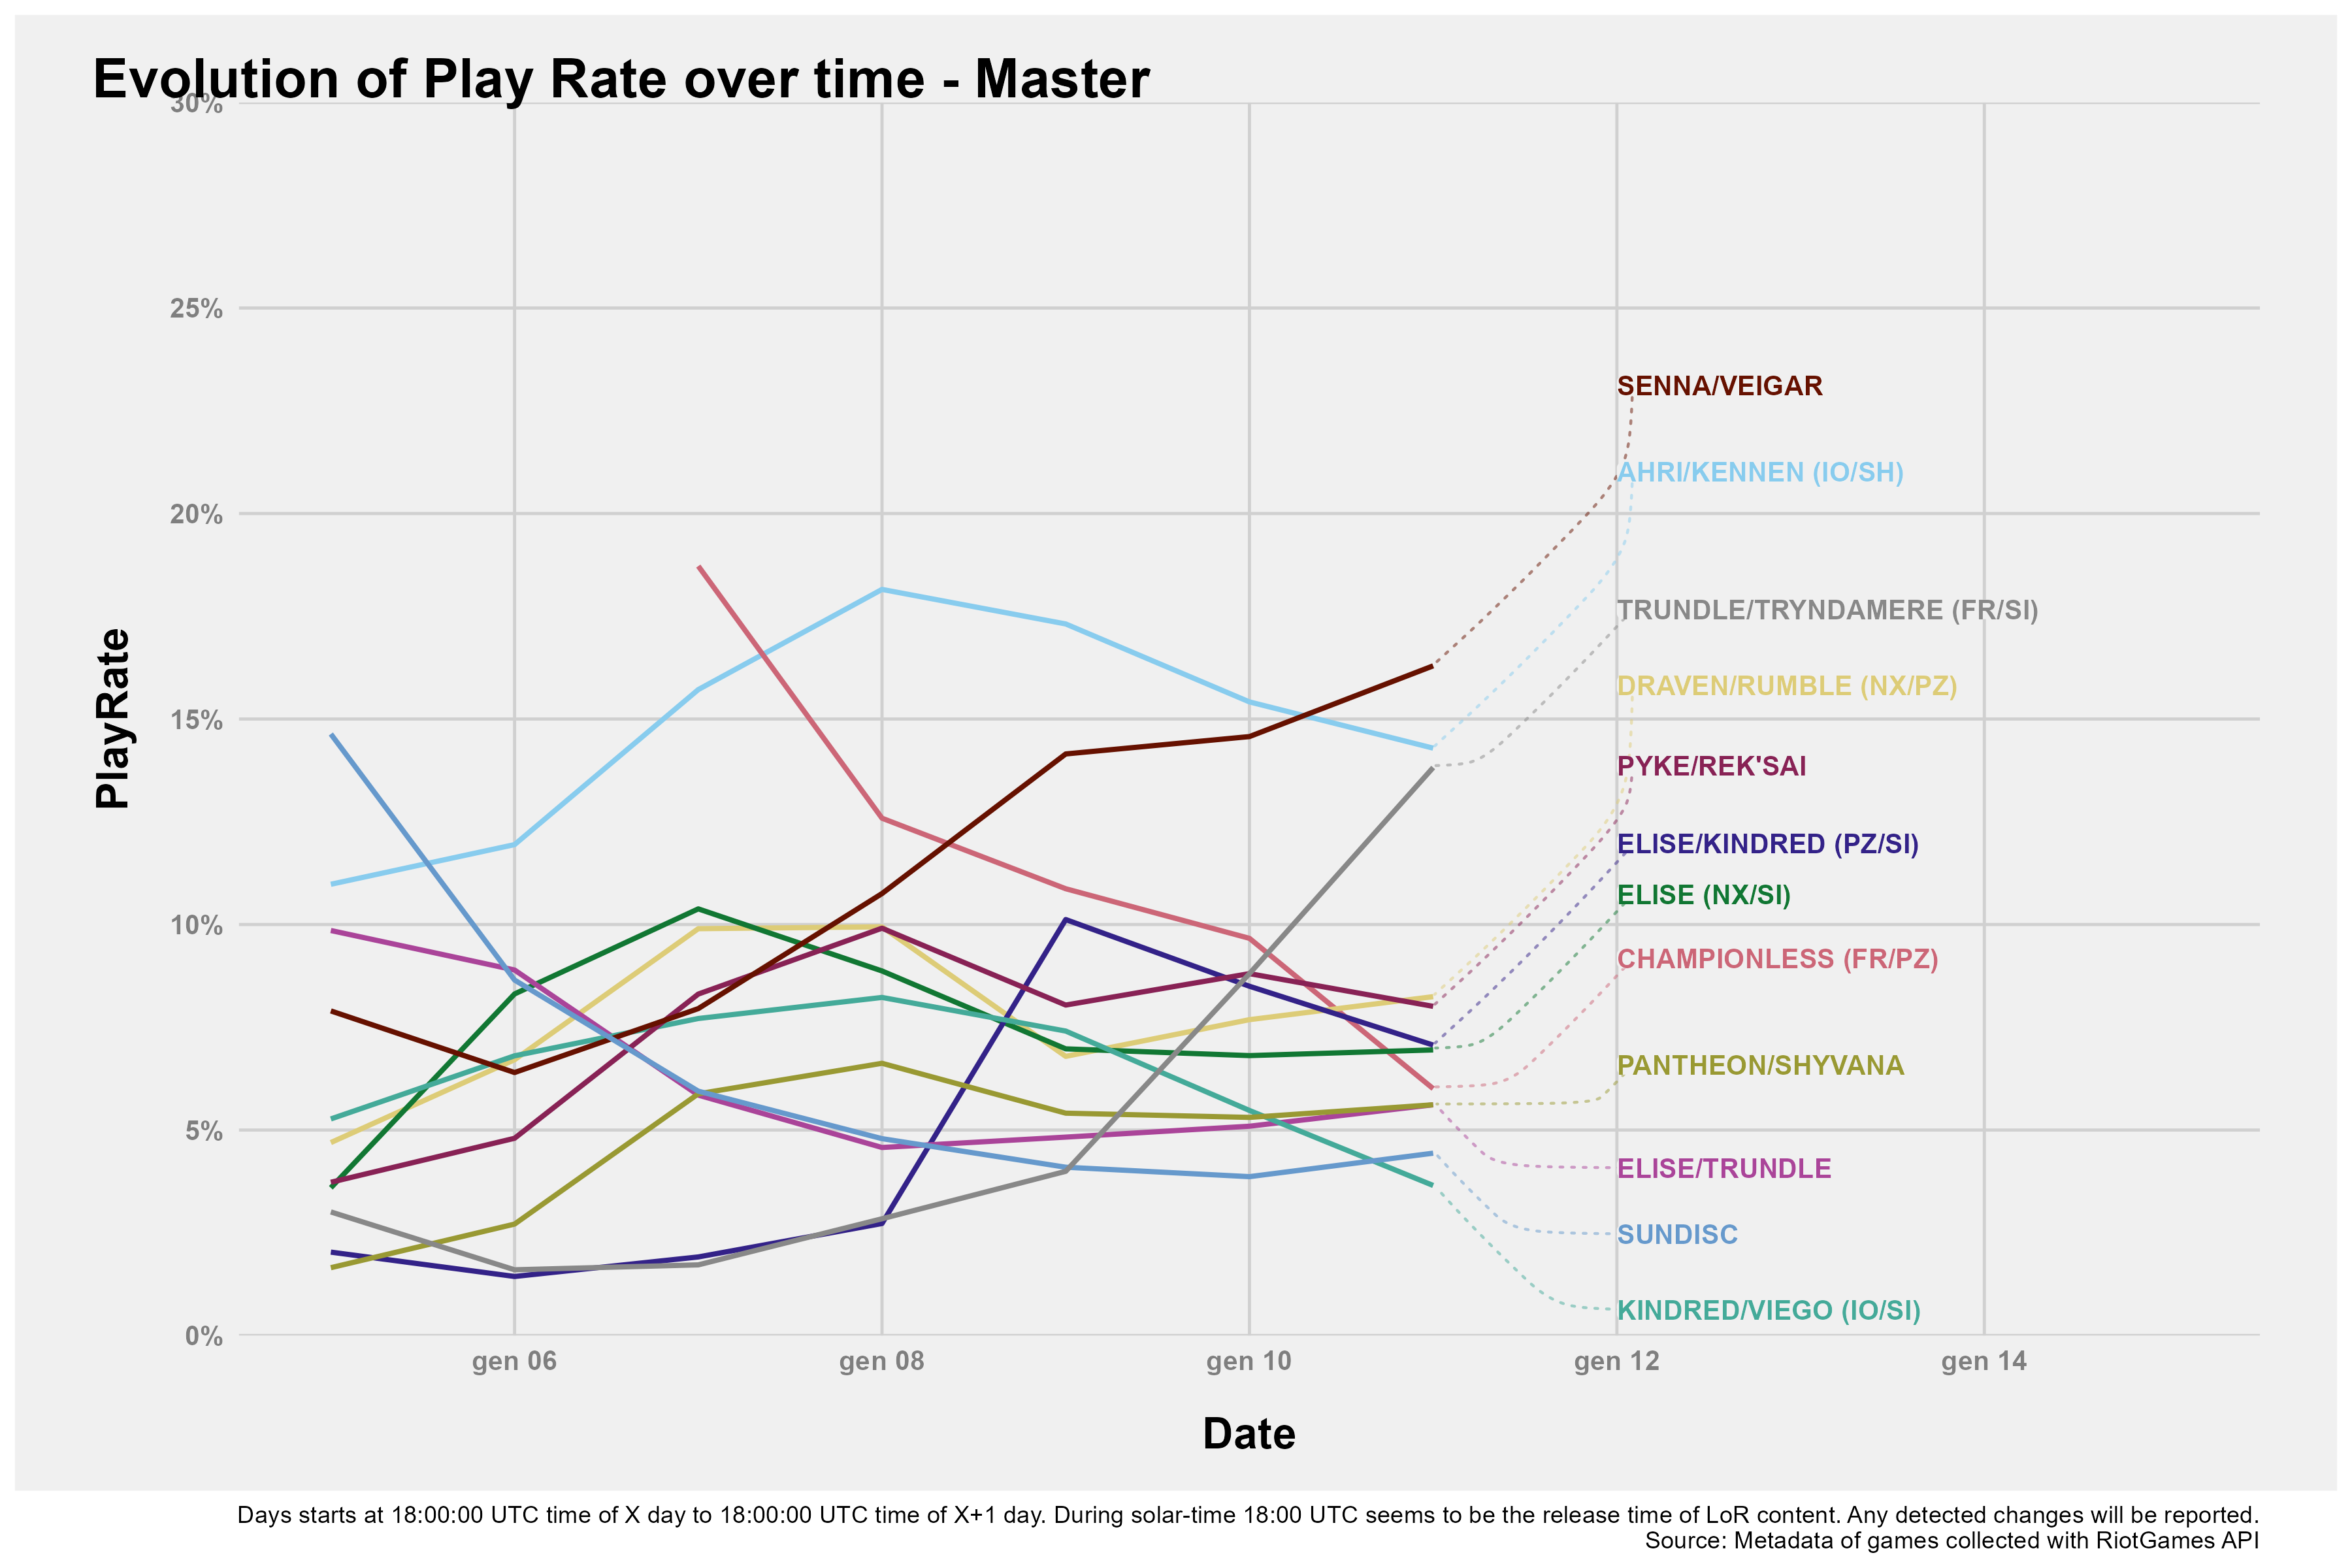 Evolution of Play Rate over time - Master
30%
25%
20%
15%
10%
5%
0%
PlayRate
SENNA/VEIGAR
AHRI/KENNEN (IO/SH)
TRUNDLE/TRYNDAMERE (FR/SI)
DRAVEN/RUMBLE (NX/PZ)
PYKE/REK'SAI
ELISE/KINDRED (PZ/SI)
ELISE (NX/SI)
CHAMPIONLESS (FR/PZ)
PANTHEON/SHYVANA
ELISE/TRUNDLE
SUNDISC
KINDRED/VIEGO (IO/SI)
gen 06 gen 08 gen 10 gen 12 gen 14
Date
Days starts at 18:00:00 UTC time of X day to 18:00:00 UTC time of X+1 day. During solar-time 18:00 UTC seems to be the release time of LoR content. Any detected changes will be reported.
Source: Metadata of games collected with RiotGames API